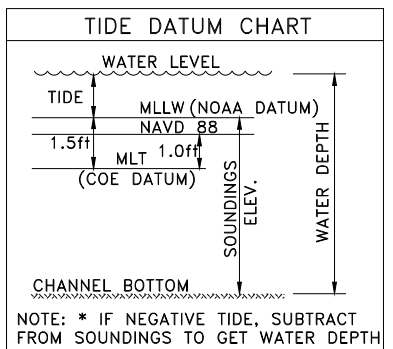 TIDE DATUM CHART
WATER LEVEL
TIDE
MLLW (NOAA DATUM)
NAVD 88
1.5ft
1.0ft
MLT
(COE DATUM)
SOUNDINGS
ELEV.
WATER DEPTH
CHANNEL BOTTOM
NOTE: * IF NEGATIVE TIDE, SUBTRACT
FROM SOUNDINGS TO GET WATER DEPTH